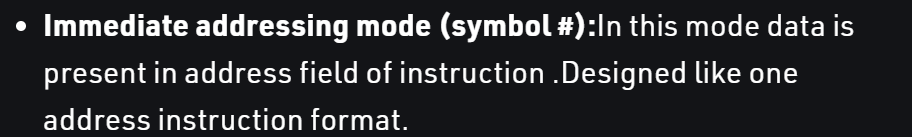 • Immediate addressing mode (symbol #):In this mode data is
present in address field of instruction .Designed like one
address instruction format.